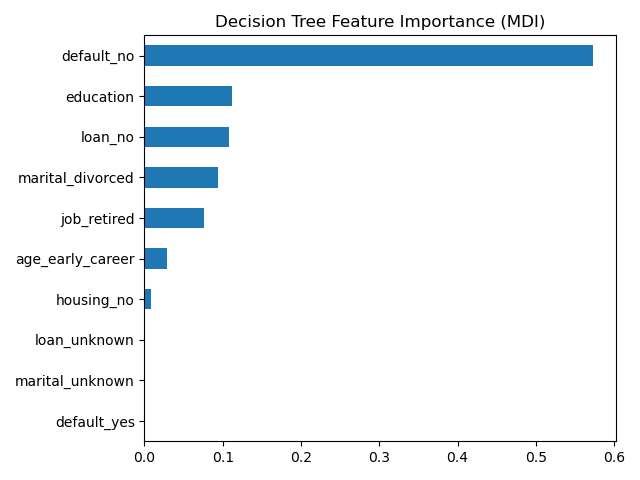 Decision Tree Feature Importance (MDI)
default_no
education
loan_no
marital_divorced
job_retired
age_early_career
housing_no
loan_unknown
marital_unknown
default_yes
0.0 0.1 0.2 0.3 0.4 0.5 0.6